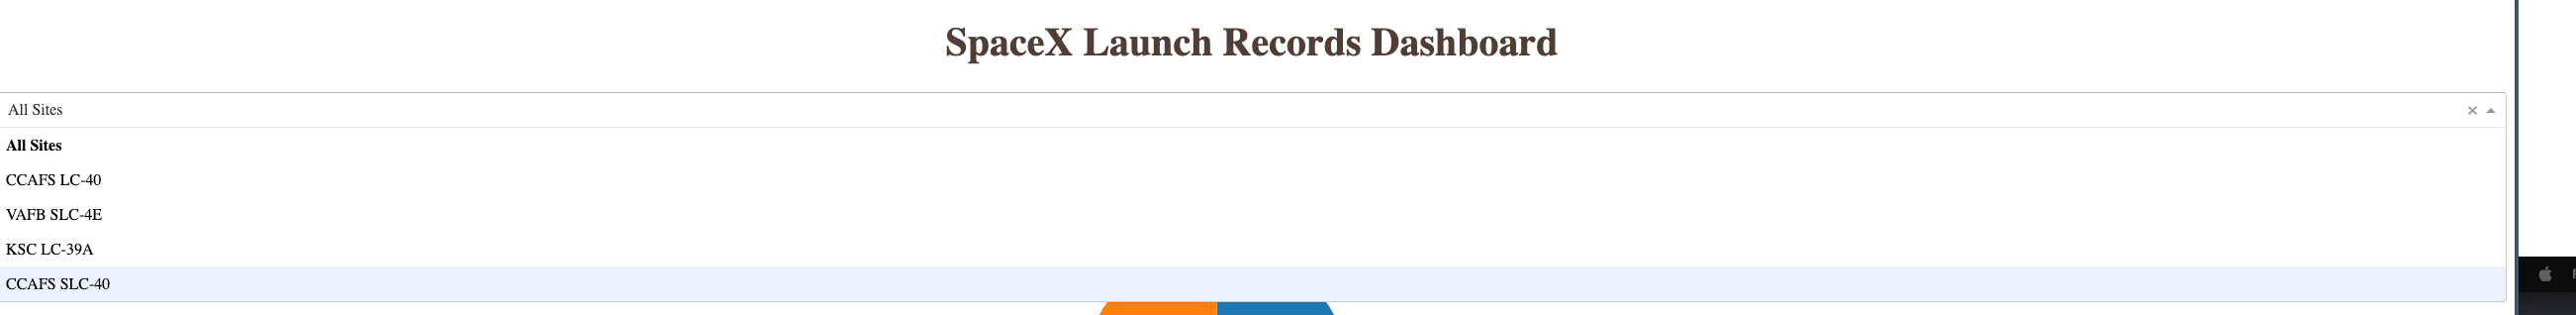 SpaceX Launch Records Dashboard
All Sites
All Sites
CCAFS LC-40
VAFB SLC-4E
KSC LC-39A
CCAFS SLC-40